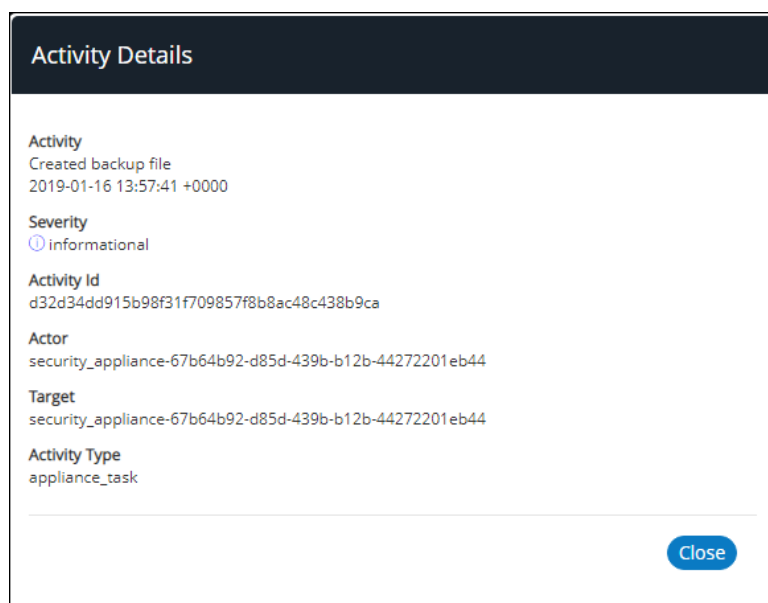 Activity Details
Activity
Created backup file
2019-01-16 13:57:41 +0000
Severity
informational
Activity Id
d32d34dd915b98f31f709857f8b8ac48c438b9ca
Actor
security_appliance-67b64b92-d85d-439b-b12b-44272201eb44
Target
security_appliance-67b64b92-d85d-439b-b12b-44272201eb44
Activity Type
appliance_task
Close